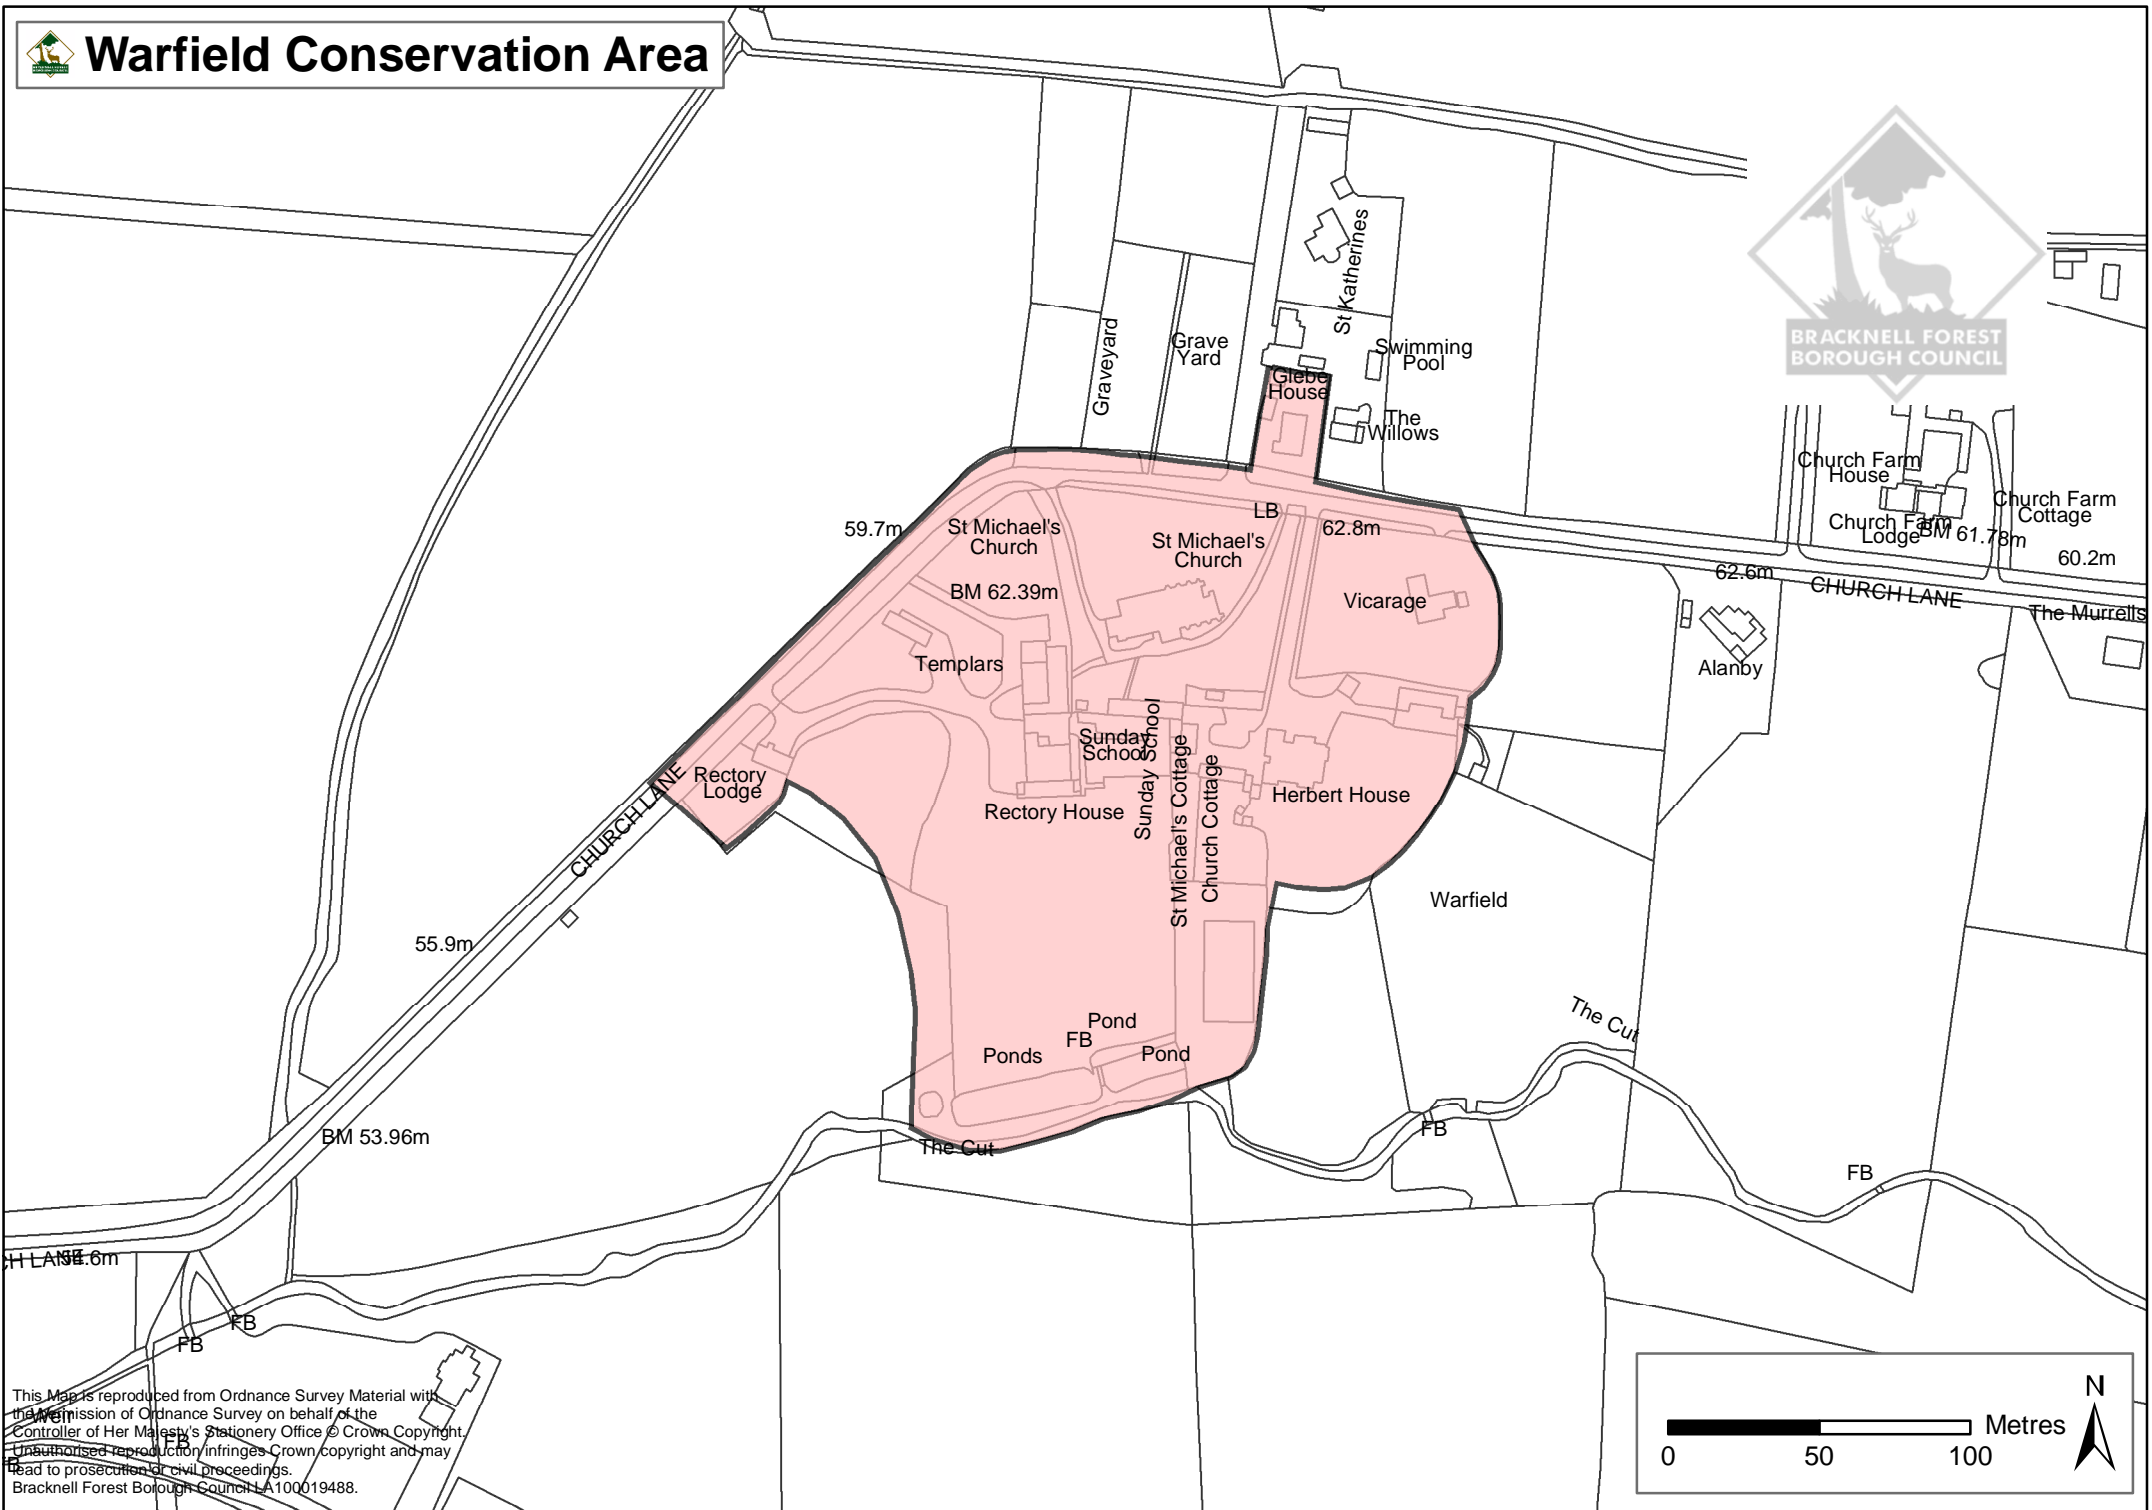 Warfield Conservation Area
BRACKNELL FOREST
BOROUGH COUNCIL
St Katherines
Graveyard
Grave
Yard
Swimming
Pool
Glebe
House
The
Willows
Church Farm
House
Church Farm
Cottage
Church Farm
Lodge
BM 61.78m
60.2m
59.7m
St Michael's
Church
LB
62.8m
St Michael's
Church
62.6m
CHURCH LANE
BM 62.39m
Vicarage
The Murrells
Templars
Alanby
Sunday
School
Sunday School
St Michael's Cottage
Church Cottage
Rectory
Lodge
CHURCH LANE
Rectory House
Herbert House
Warfield
55.9m
The Cut
Pond
FB
Ponds
Pond
BM 53.96m
The Cut
FB
FB
CH LANE
54.6m
FB
FB
Weir
FB
This Map is reproduced from Ordnance Survey Material with
the Permission of Ordnance Survey on behalf of the
Controller of Her Majesty's Stationery Office © Crown Copyright.
Unauthorised reproduction infringes Crown copyright and may
lead to prosecution or civil proceedings.
Bracknell Forest Borough Council LA100019488.
N
Metres
0 50 100